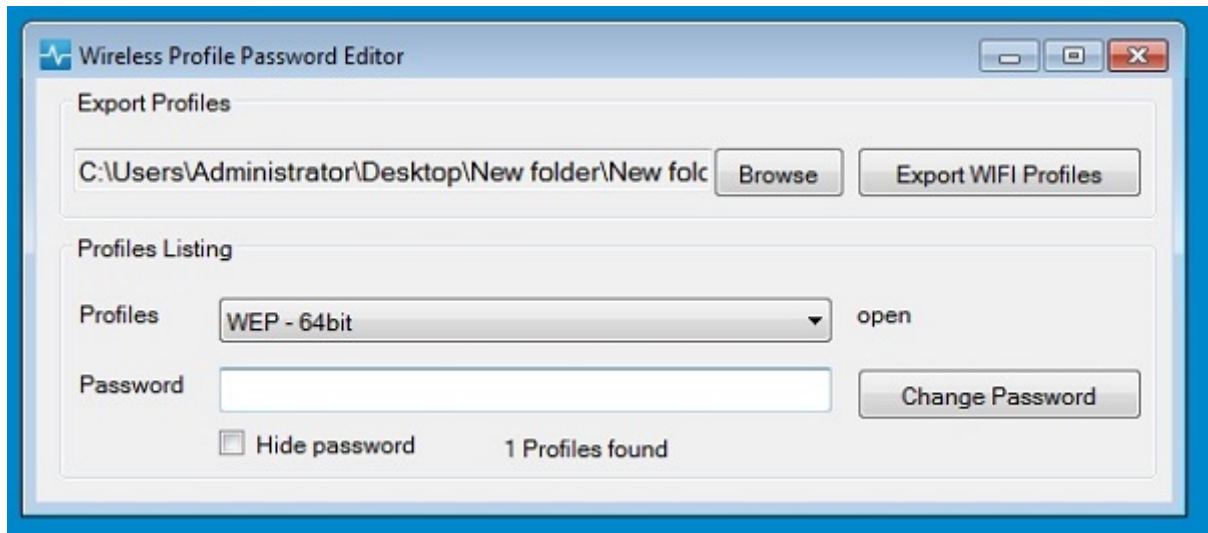 Wireless Profile Password Editor
Export Profiles
C:\Users\Administrator\Desktop\New folder\New folc Browse Export WIFI Profiles
Profiles Listing
Profiles WEP - 64bit open
Password Change Password
Hide password 1 Profiles found